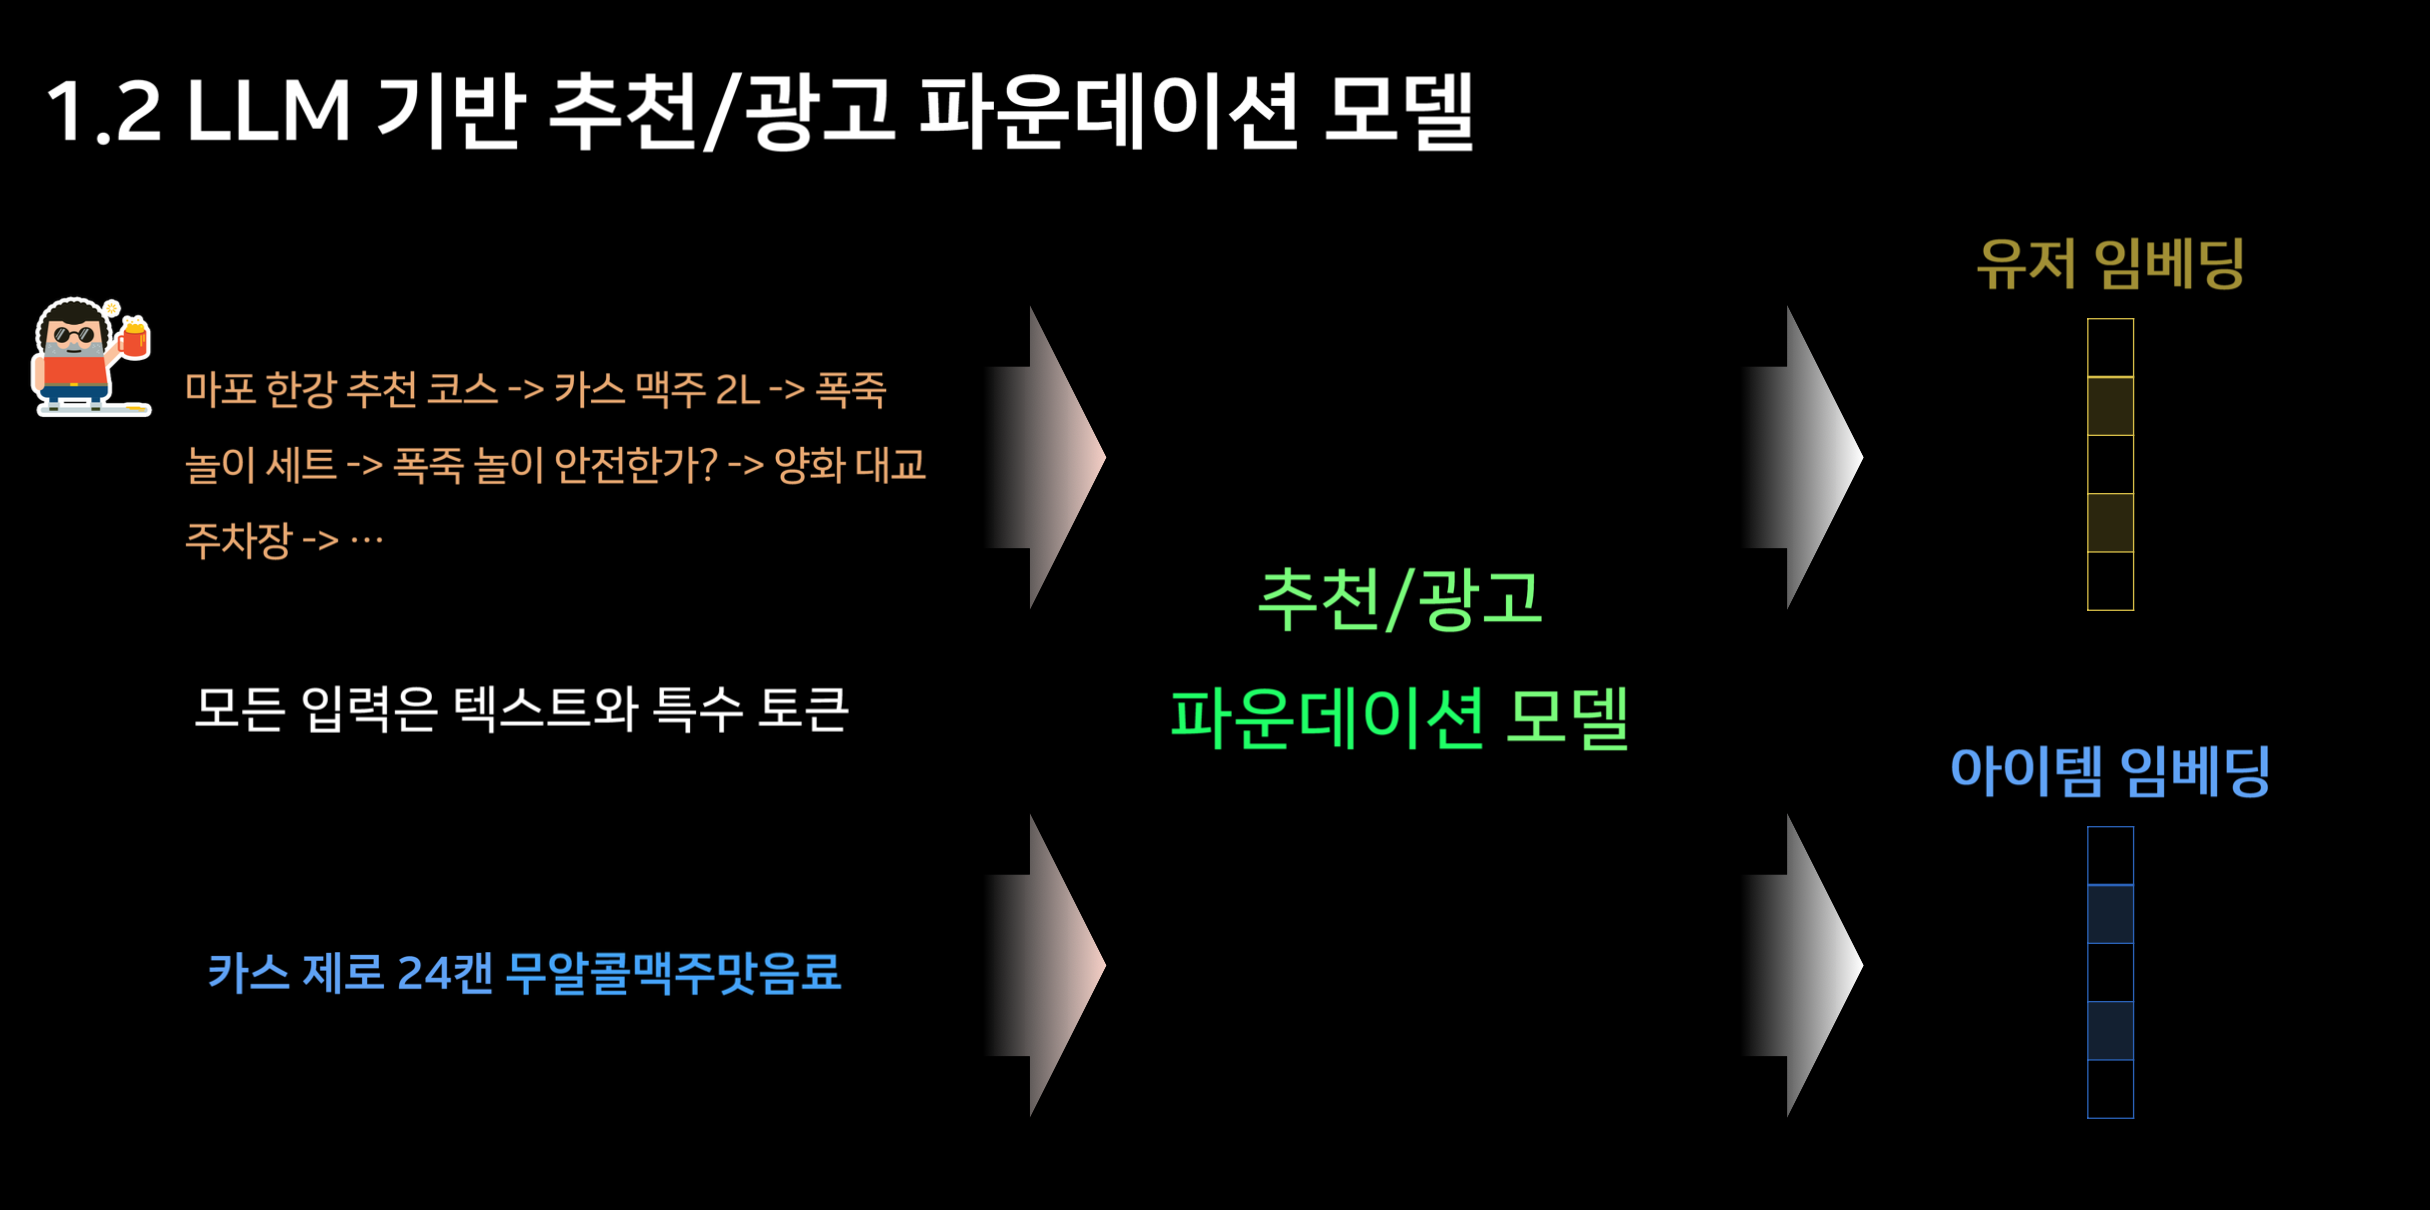 1.2 LLM 기반 추천/광고 파운데이션 모델
마포 한강 추천 코스 -> 카스 맥주 2L -> 폭죽
놀이 세트 -> 폭죽 놀이 안전한가? -> 양화 대교
주차장 -> …
모든 입력은 텍스트와 특수 토큰
카스 제로 24캔 무알콜맥주맛음료
추천/광고
파운데이션 모델
유저 임베딩
아이템 임베딩